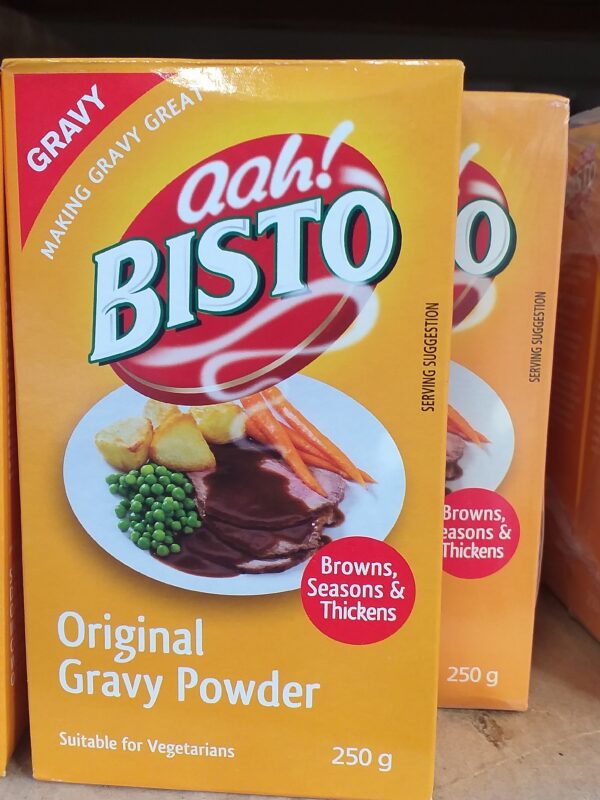 GRAVY
MAKING GRAVY GREAT
aah!
BISTO
SERVING SUGGESTION
Browns,
Seasons &
Thickens
Original
Gravy Powder
Suitable for Vegetarians
250 g
O
SERVING SUGGESTION
Browns,
easons &
Thickens
250 g